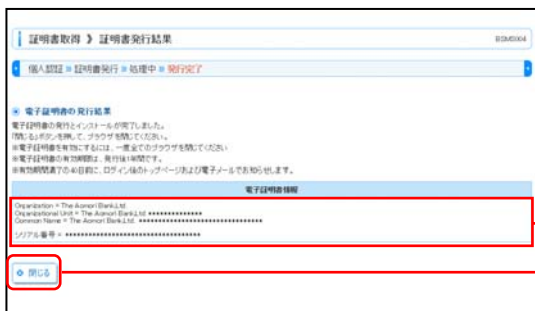 証明書取得 》 証明書発行結果
BSMS004
個人認証 » 証明書発行 » 処理中 » 発行完了
電子証明書の発行結果
電子証明書の発行とインストールが完了しました。
「閉じる」ボタンを押して、ブラウザを閉じてください。
※電子証明書を有効にするには、一度全てのブラウザを閉じてください。
※電子証明書の有効期間は、発行後1年間です。
※有効期間満了の40日前に、ログイン後のトップページおよび電子メールでお知らせします。
電子証明書情報
Organization = The Aomori Bank,Ltd.
Organizational Unit = The Aomori Bank,Ltd. ••••••••••••••
Common Name = The Aomori Bank,Ltd. ••••••••••••••••••••••••••••••••
シリアル番号 = ••••••••••••••••••••••••••••••••••
閉じる